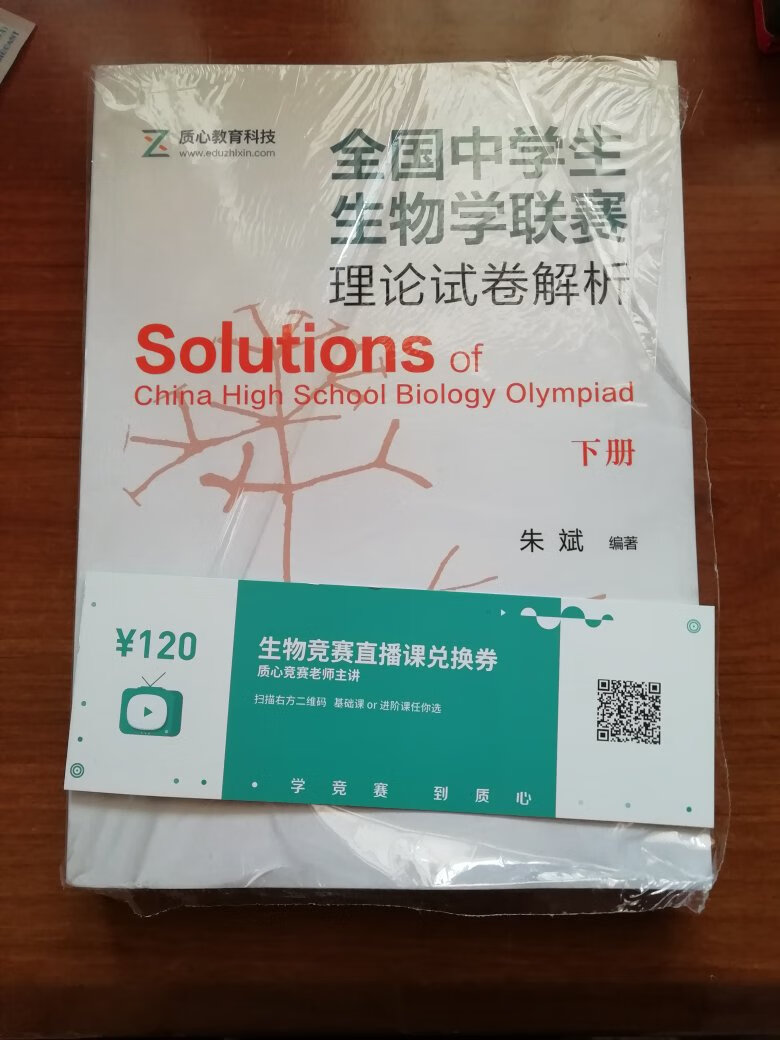 质心教育科技
www.eduzhixin.com
全国中学生
生物学联赛
理论试卷解析
Solutions of
China High School Biology Olympiad
下册
朱斌 编著
¥120
生物竞赛直播课兑换券
质心竞赛老师主讲
扫描右方二维码 基础课 or 进阶课任你选
学竞赛 到质心